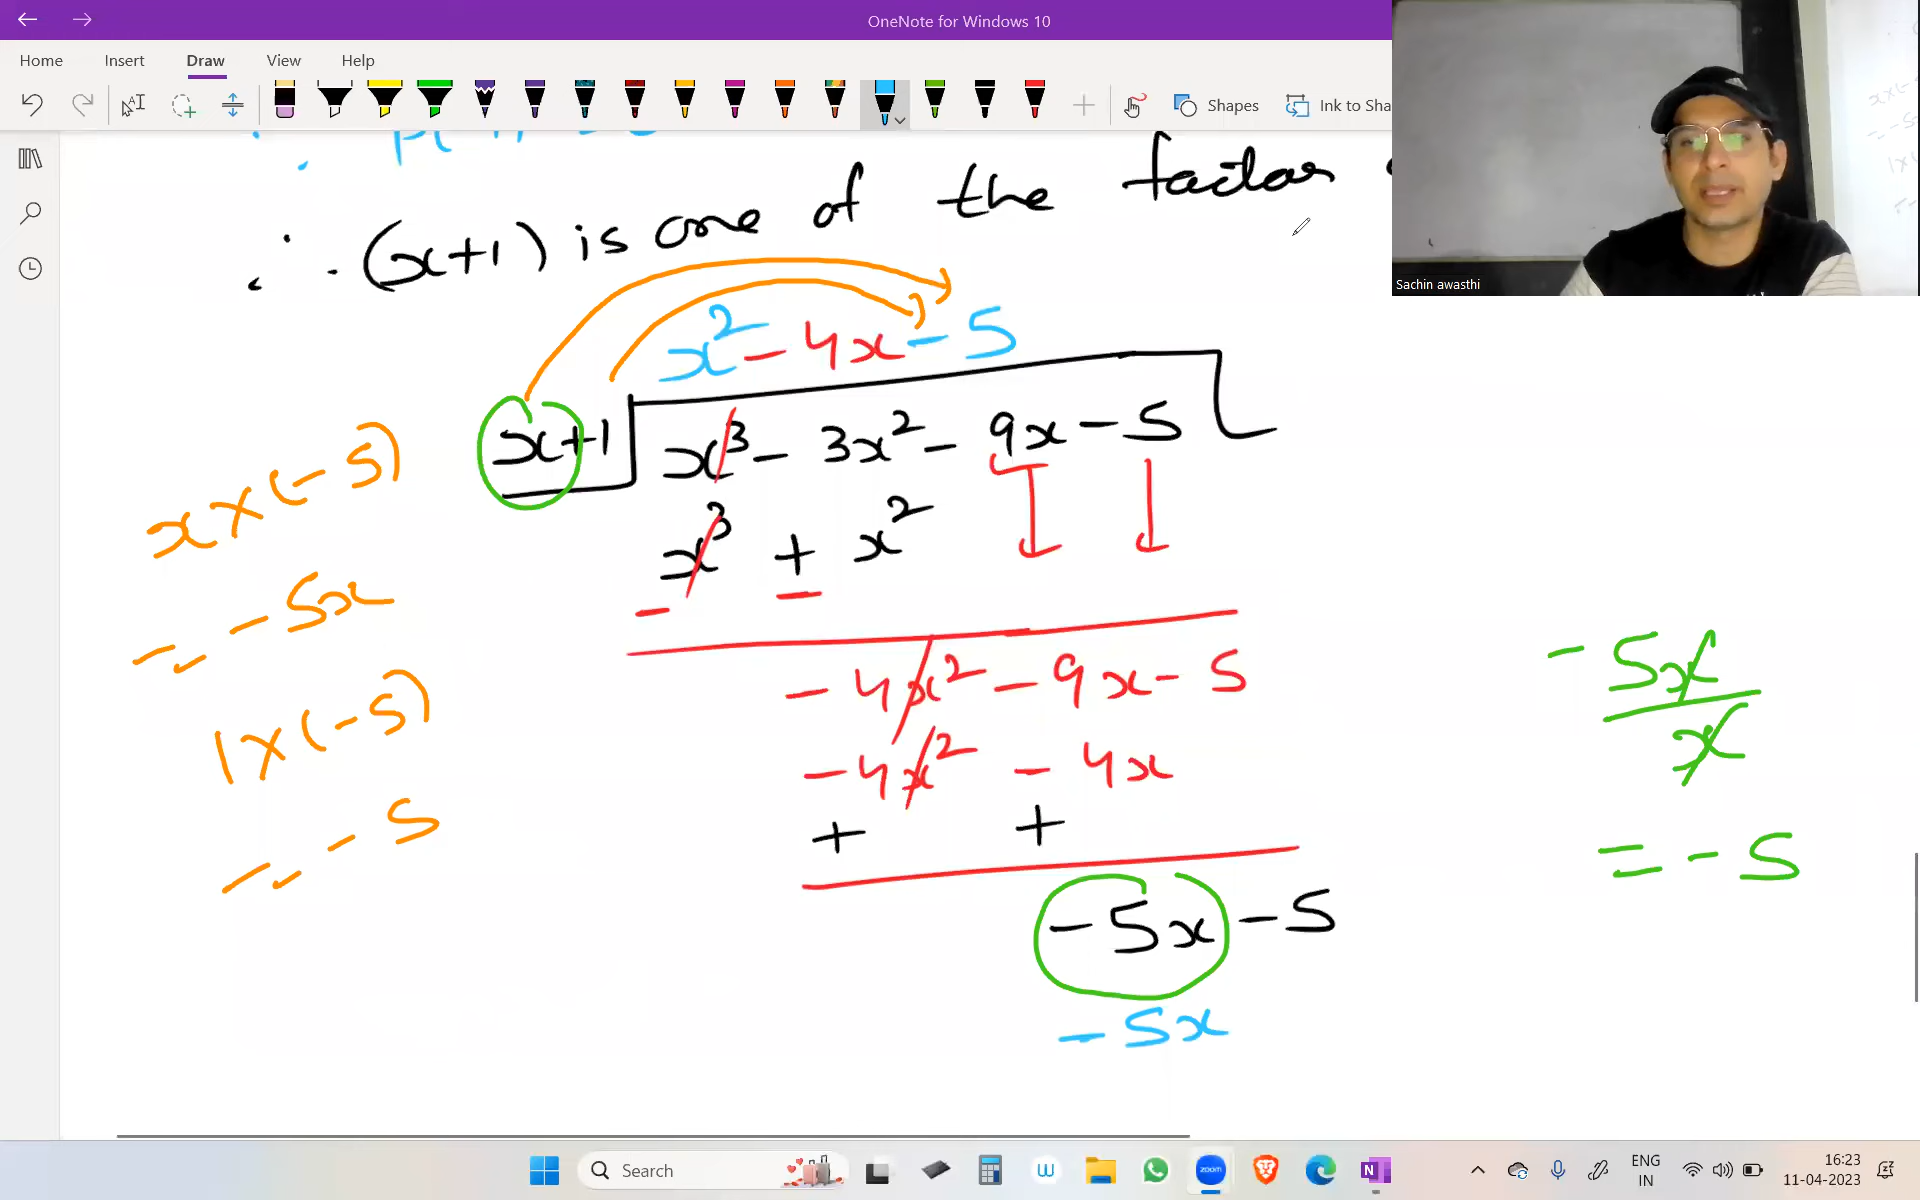 OneNote for Windows 10
Home Insert Draw View Help
Shapes Ink to Sha
∴ (x+1) is one of the factor
x² - 4x - 5
x+1 x³ - 3x² - 9x - 5
x³ + x²
- -
- 4x² - 9x - 5
- 4x² - 4x
+ +
- 5x - 5
- 5x
x × (-5)
= - 5x
1 × (-5)
= - 5
- 5x
x
= - 5
Sachin awasthi
Search
zoom
N
ENG
IN
16:23
11-04-2023